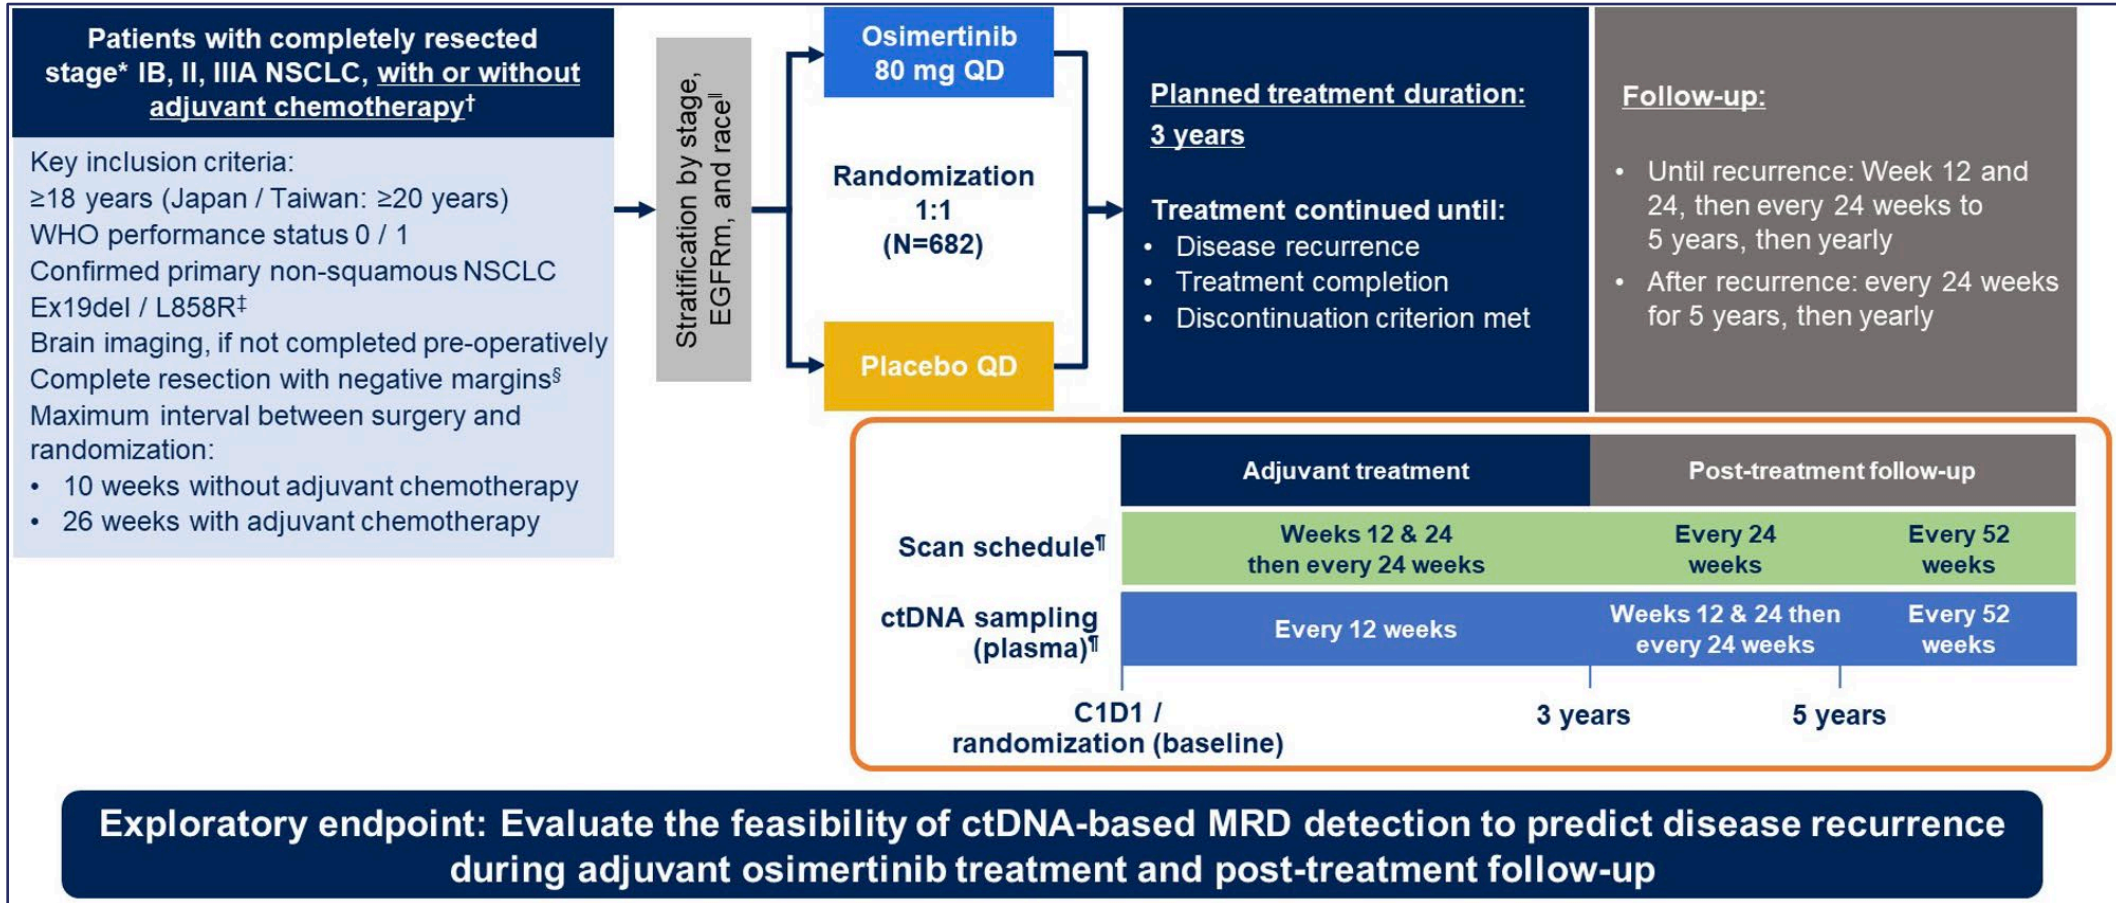 Patients with completely resected
stage* IB, II, IIIA NSCLC, with or without
adjuvant chemotherapy†
Key inclusion criteria:
≥18 years (Japan / Taiwan: ≥20 years)
WHO performance status 0 / 1
Confirmed primary non-squamous NSCLC
Ex19del / L858R‡
Brain imaging, if not completed pre-operatively
Complete resection with negative margins§
Maximum interval between surgery and
randomization:
• 10 weeks without adjuvant chemotherapy
• 26 weeks with adjuvant chemotherapy
Stratification by stage,
EGFRm, and race‖
Osimertinib
80 mg QD
Randomization
1:1
(N=682)
Placebo QD
Planned treatment duration:
3 years
Treatment continued until:
• Disease recurrence
• Treatment completion
• Discontinuation criterion met
Follow-up:
• Until recurrence: Week 12 and
24, then every 24 weeks to
5 years, then yearly
• After recurrence: every 24 weeks
for 5 years, then yearly
Adjuvant treatment
Post-treatment follow-up
Scan schedule¶
Weeks 12 & 24
then every 24 weeks
Every 24
weeks
Every 52
weeks
ctDNA sampling
(plasma)¶
Every 12 weeks
Weeks 12 & 24 then
every 24 weeks
Every 52
weeks
C1D1 /
randomization (baseline)
3 years
5 years
Exploratory endpoint: Evaluate the feasibility of ctDNA-based MRD detection to predict disease recurrence
during adjuvant osimertinib treatment and post-treatment follow-up